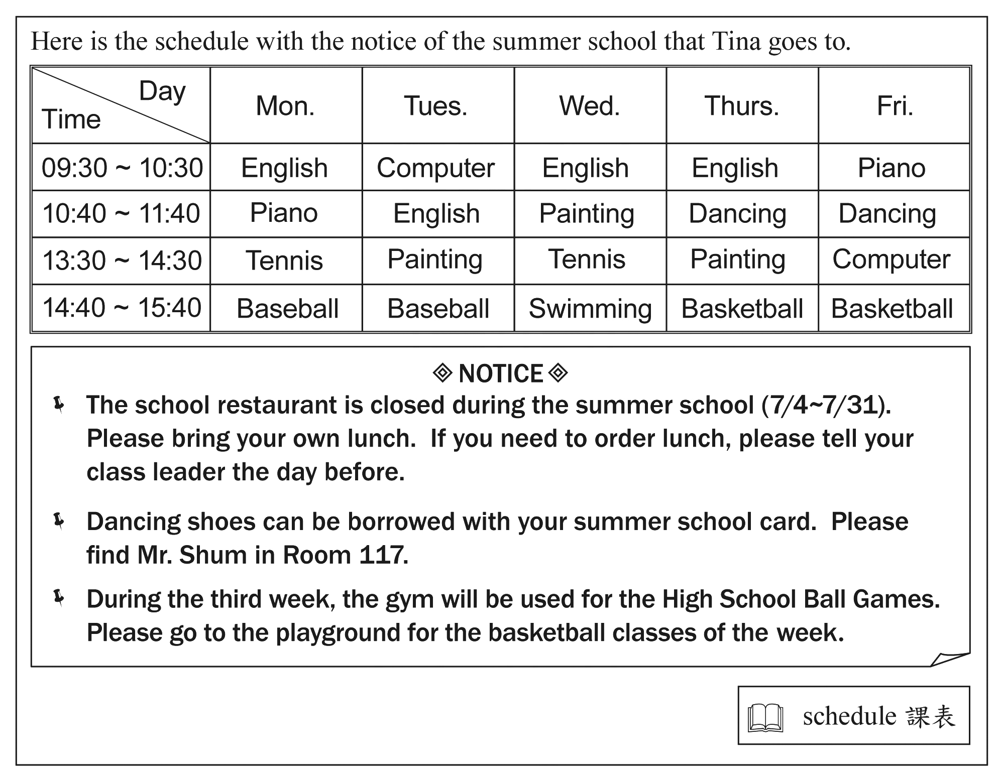 Here is the schedule with the notice of the summer school that Tina goes to.
Day
Time
Mon. Tues. Wed. Thurs. Fri.
09:30 ~ 10:30 English Computer English English Piano
10:40 ~ 11:40 Piano English Painting Dancing Dancing
13:30 ~ 14:30 Tennis Painting Tennis Painting Computer
14:40 ~ 15:40 Baseball Baseball Swimming Basketball Basketball
NOTICE
The school restaurant is closed during the summer school (7/4~7/31).
Please bring your own lunch. If you need to order lunch, please tell your
class leader the day before.
Dancing shoes can be borrowed with your summer school card. Please
find Mr. Shum in Room 117.
During the third week, the gym will be used for the High School Ball Games.
Please go to the playground for the basketball classes of the week.
schedule 課表